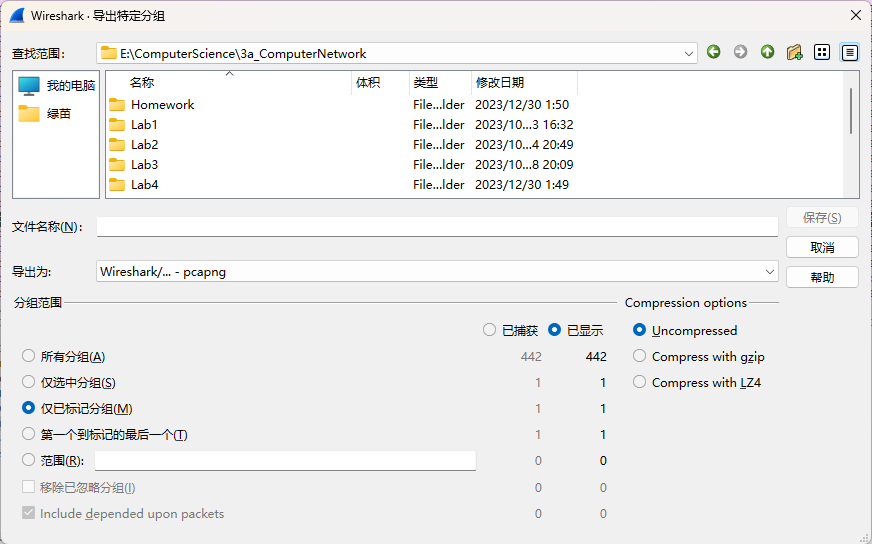 Wireshark · 导出特定分组
查找范围: E:\ComputerScience\3a_ComputerNetwork
我的电脑
绿苗
名称 体积 类型 修改日期
Homework File...lder 2023/12/30 1:50
Lab1 File...lder 2023/10...3 16:32
Lab2 File...lder 2023/10...4 20:49
Lab3 File...lder 2023/10...8 20:09
Lab4 File...lder 2023/12/30 1:49
文件名称(N): 保存(S)
取消
导出为: Wireshark/... - pcapng 帮助
分组范围 Compression options
已捕获 已显示 Uncompressed
所有分组(A) 442 442 Compress with gzip
仅选中分组(S) 1 1 Compress with LZ4
仅已标记分组(M) 1 1
第一个到标记的最后一个(T) 1 1
范围(R): 0 0
移除已忽略分组(I) 0 0
Include depended upon packets 0 0